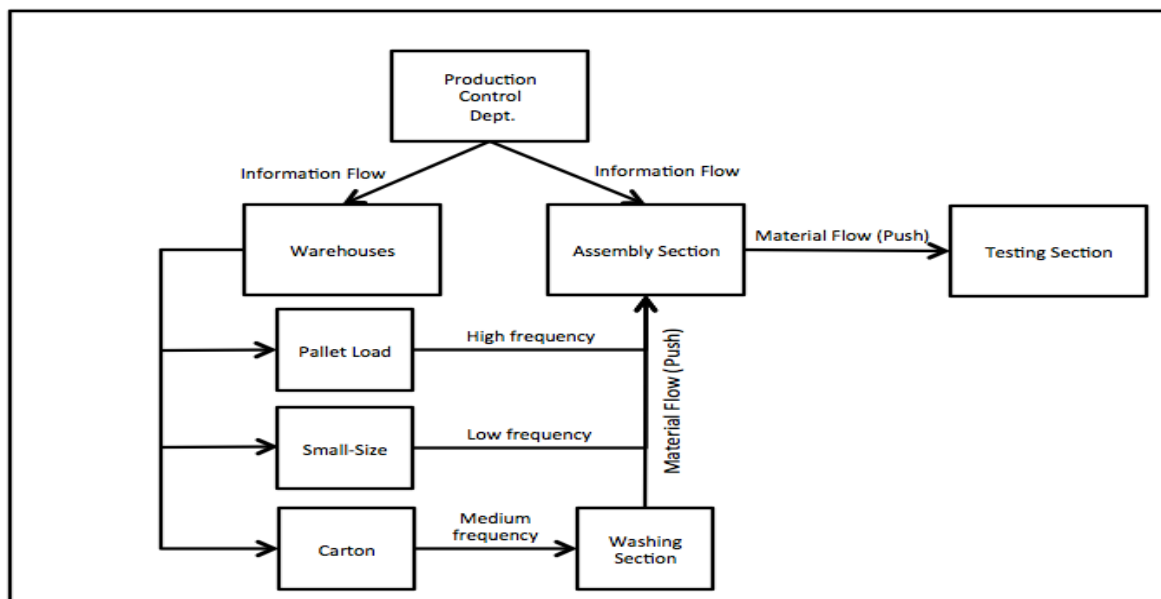 Production
Control
Dept.
Information Flow
Information Flow
Warehouses
Assembly Section
Material Flow (Push)
Testing Section
Pallet Load
High frequency
Material Flow (Push)
Small-Size
Low frequency
Carton
Medium
frequency
Washing
Section